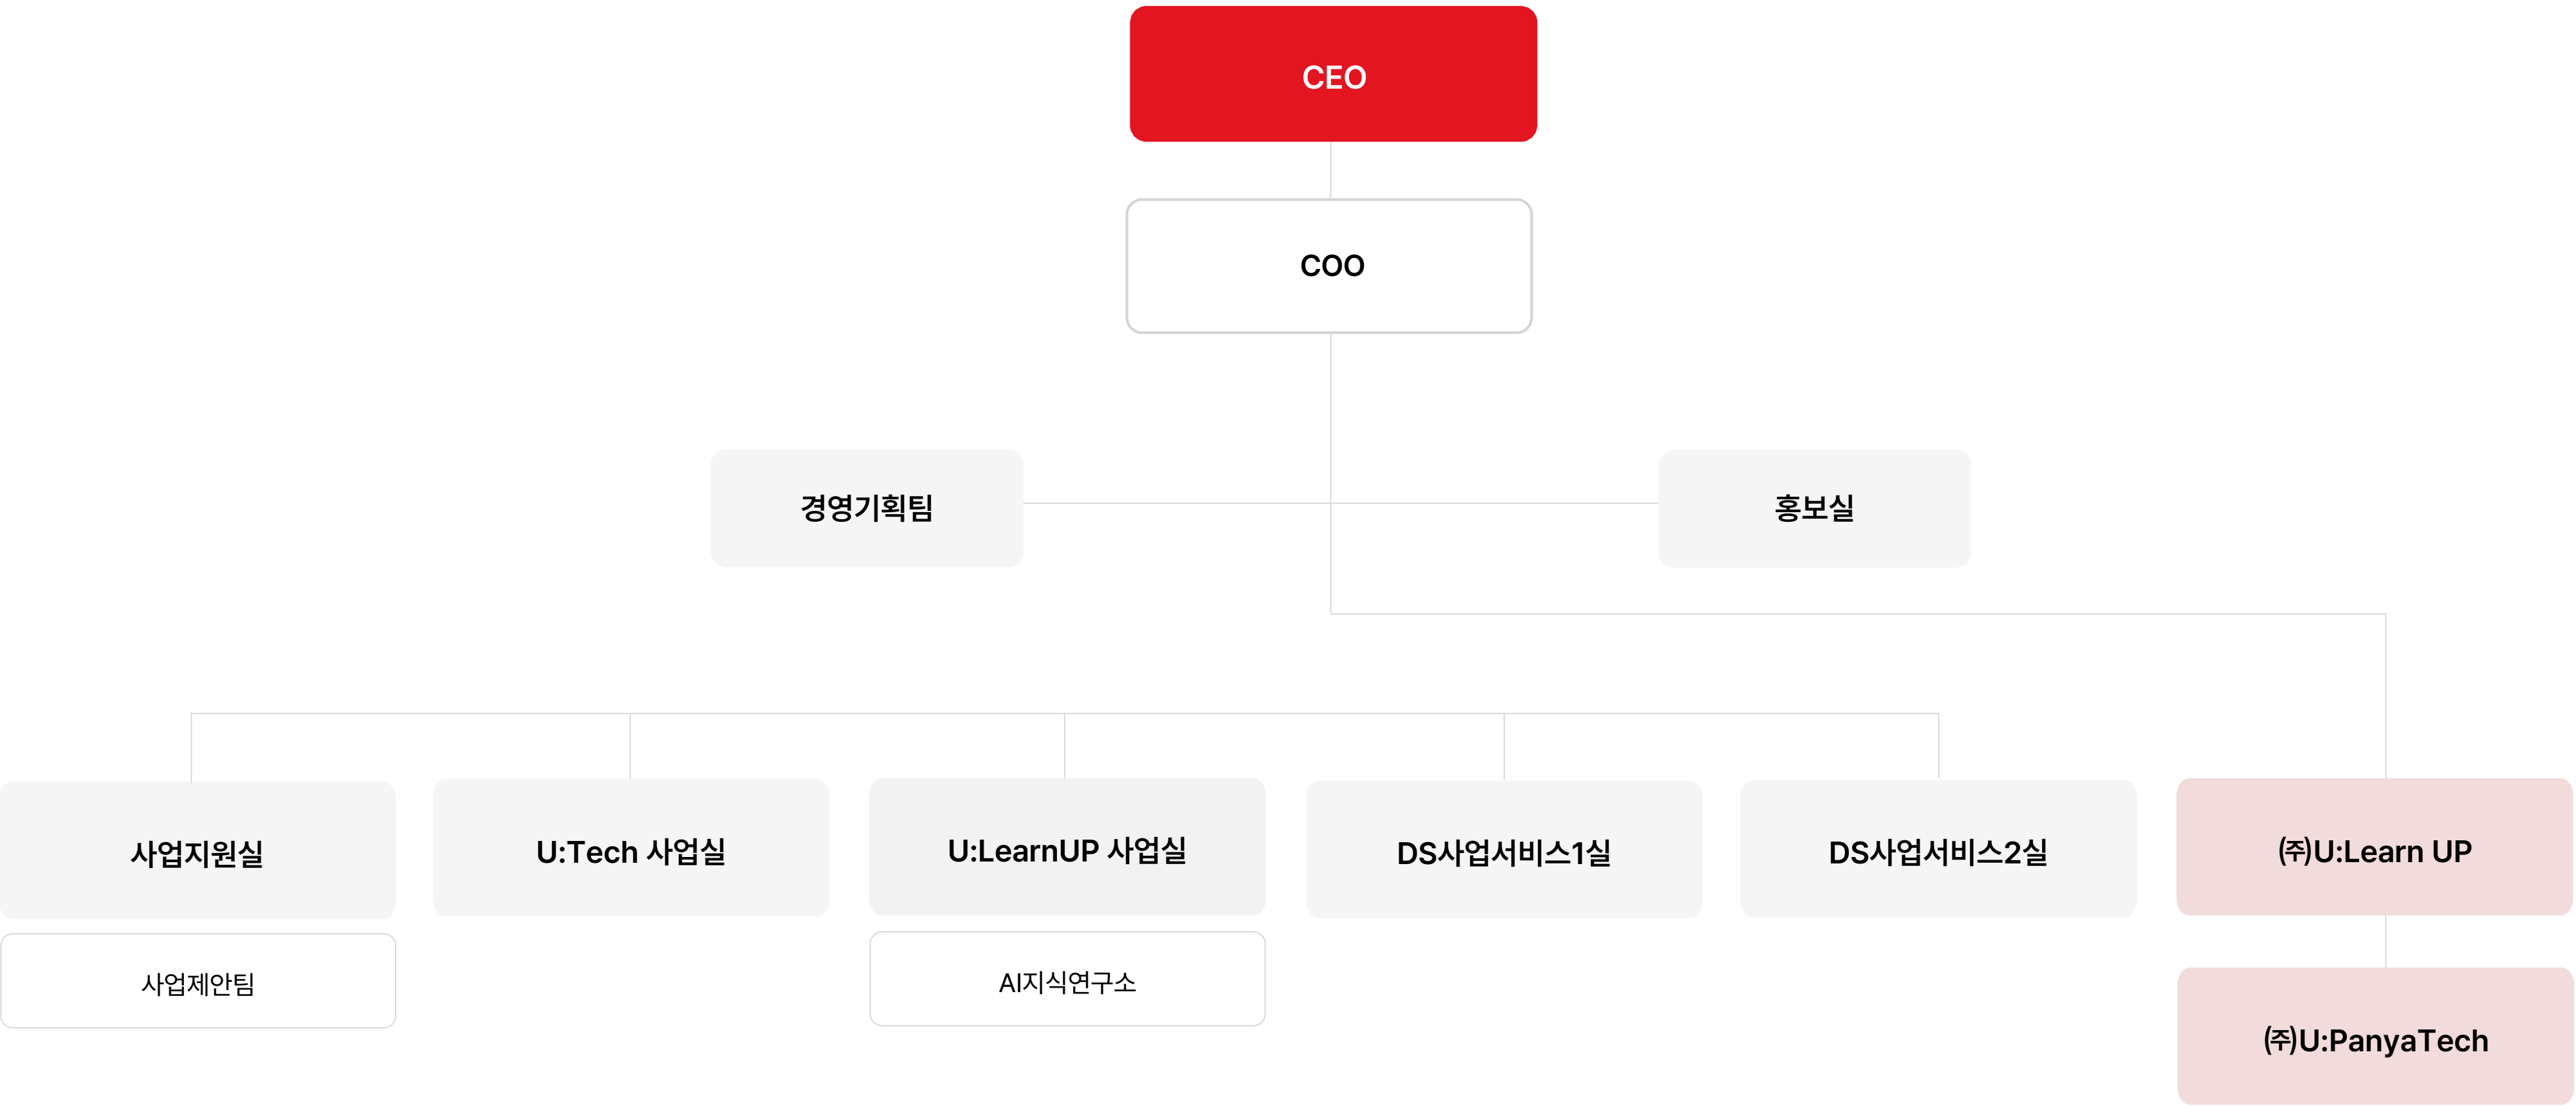 CEO
COO
경영기획팀
홍보실
사업지원실
U:Tech 사업실
U:LearnUP 사업실
DS사업서비스1실
DS사업서비스2실
㈜U:Learn UP
사업제안팀
AI지식연구소
㈜U:PanyaTech